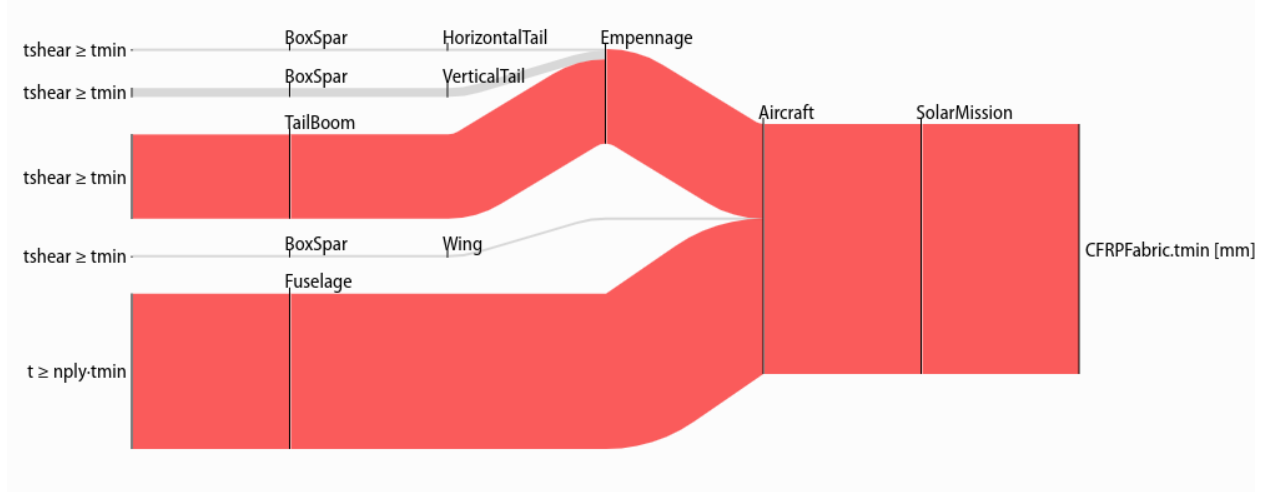 tshear ≥ tmin
BoxSpar
HorizontalTail
Empennage
tshear ≥ tmin
BoxSpar
VerticalTail
TailBoom
tshear ≥ tmin
Aircraft
SolarMission
tshear ≥ tmin
BoxSpar
Wing
CFRPFabric.tmin [mm]
Fuselage
t ≥ nply·tmin